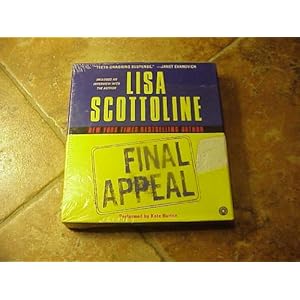 "TEETH-GNASHING SUSPENSE." —JANET EVANOVICH
INCLUDES AN
INTERVIEW WITH
THE AUTHOR
LISA
SCOTTOLINE
NEW YORK TIMES BESTSELLING AUTHOR
FINAL
APPEAL
Performed by Kate Burton